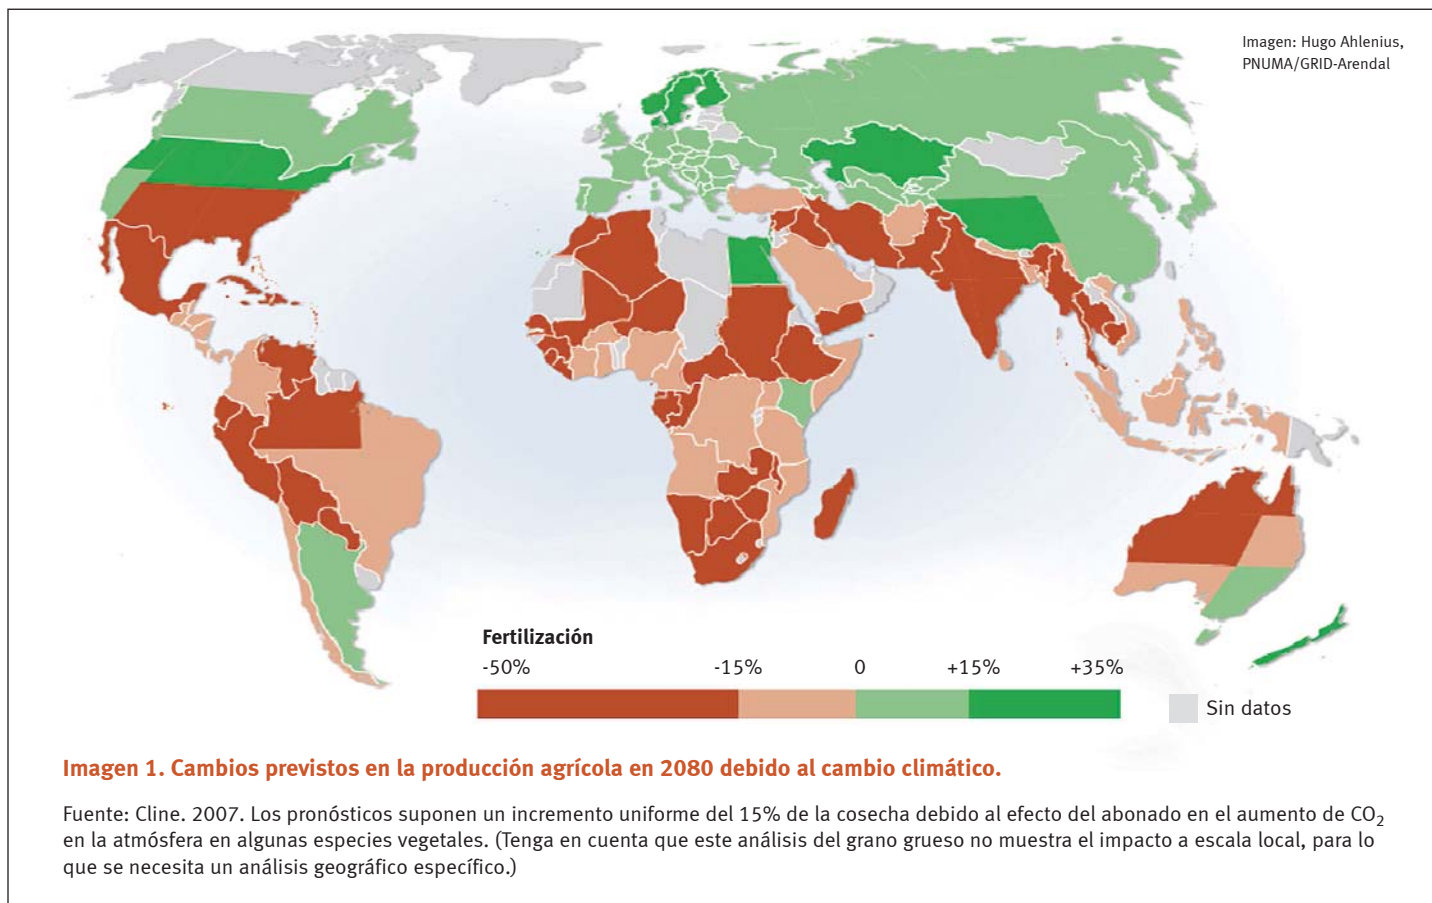 Imagen: Hugo Ahlenius,
PNUMA/GRID-Arendal
Fertilización
-50% -15% 0 +15% +35%
Sin datos
Imagen 1. Cambios previstos en la producción agrícola en 2080 debido al cambio climático.
Fuente: Cline. 2007. Los pronósticos suponen un incremento uniforme del 15% de la cosecha debido al efecto del abonado en el aumento de CO₂
en la atmósfera en algunas especies vegetales. (Tenga en cuenta que este análisis del grano grueso no muestra el impacto a escala local, para lo
que se necesita un análisis geográfico específico.)